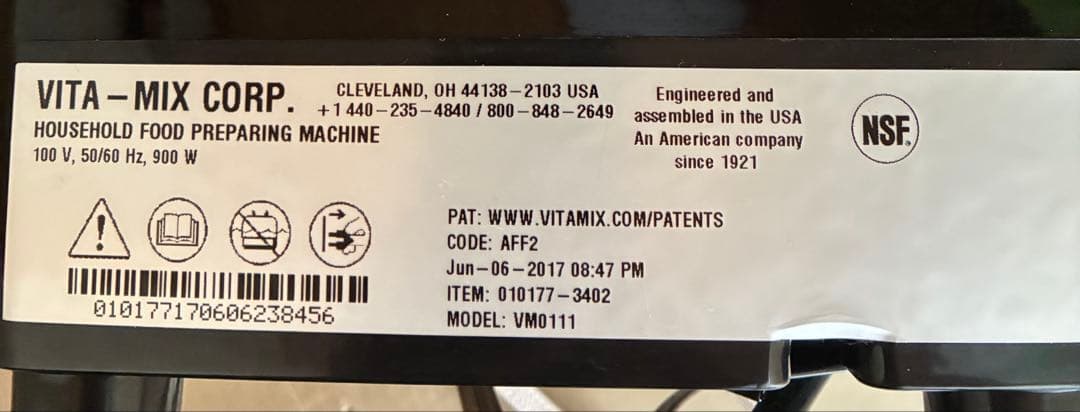 VITA-MIX CORP.
CLEVELAND, OH 44138-2103 USA
+1 440-235-4840 / 800-848-2649
HOUSEHOLD FOOD PREPARING MACHINE
100 V, 50/60 Hz, 900 W
Engineered and
assembled in the USA
An American company
since 1921
NSF®
010177170606238456
PAT: WWW.VITAMIX.COM/PATENTS
CODE: AFF2
Jun-06-2017 08:47 PM
ITEM: 010177-3402
MODEL: VM0111